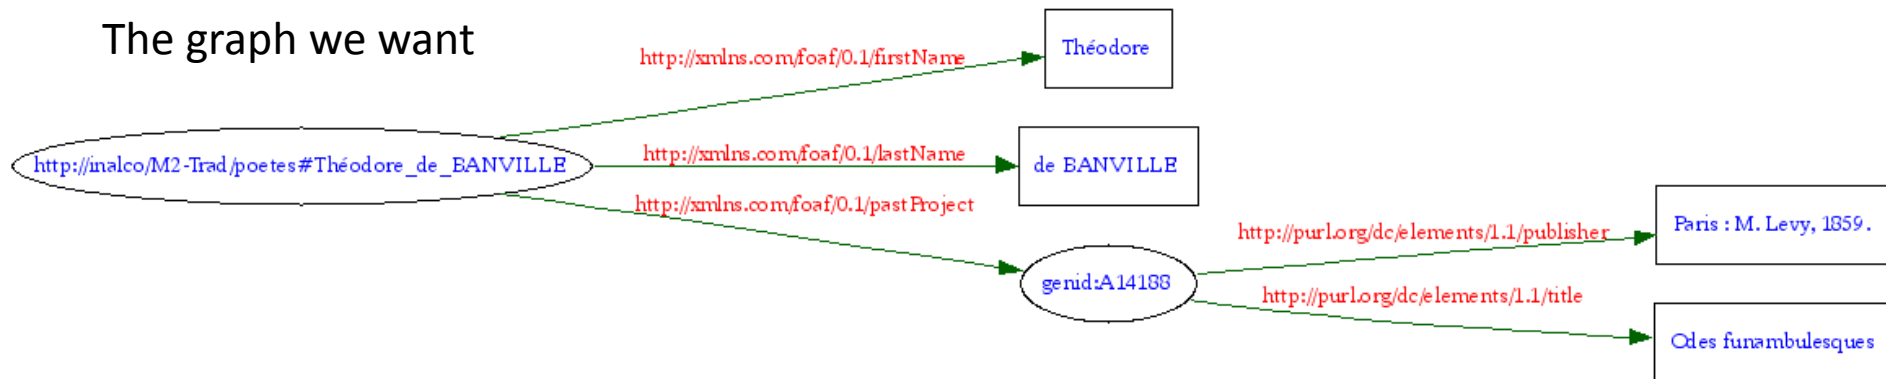 The graph we want
http://xmlns.com/foaf/0.1/firstName
Théodore
http://inalco/M2-Trad/poetes#Théodore_de_BANVILLE
http://xmlns.com/foaf/0.1/lastName
de BANVILLE
http://xmlns.com/foaf/0.1/pastProject
genid:A14188
http://purl.org/dc/elements/1.1/publisher
Paris : M. Levy, 1859.
http://purl.org/dc/elements/1.1/title
Odes funambulesques